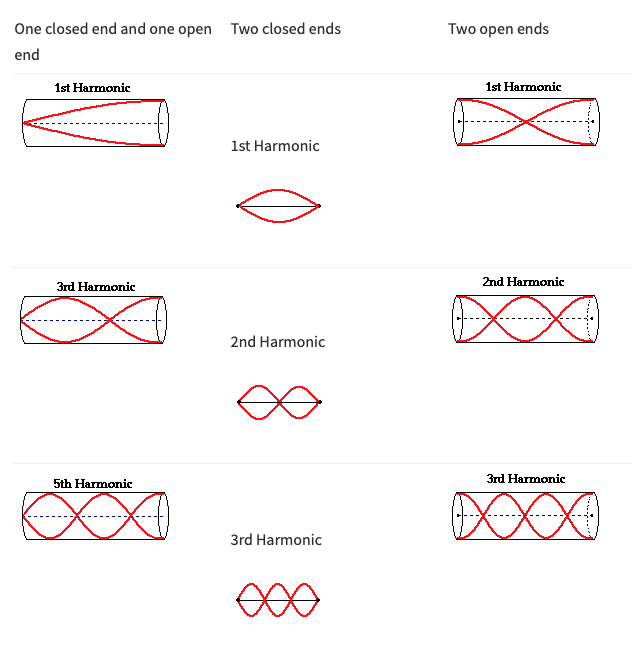 One closed end and one open
end
Two closed ends
Two open ends
1st Harmonic
1st Harmonic
1st Harmonic
3rd Harmonic
2nd Harmonic
2nd Harmonic
5th Harmonic
3rd Harmonic
3rd Harmonic